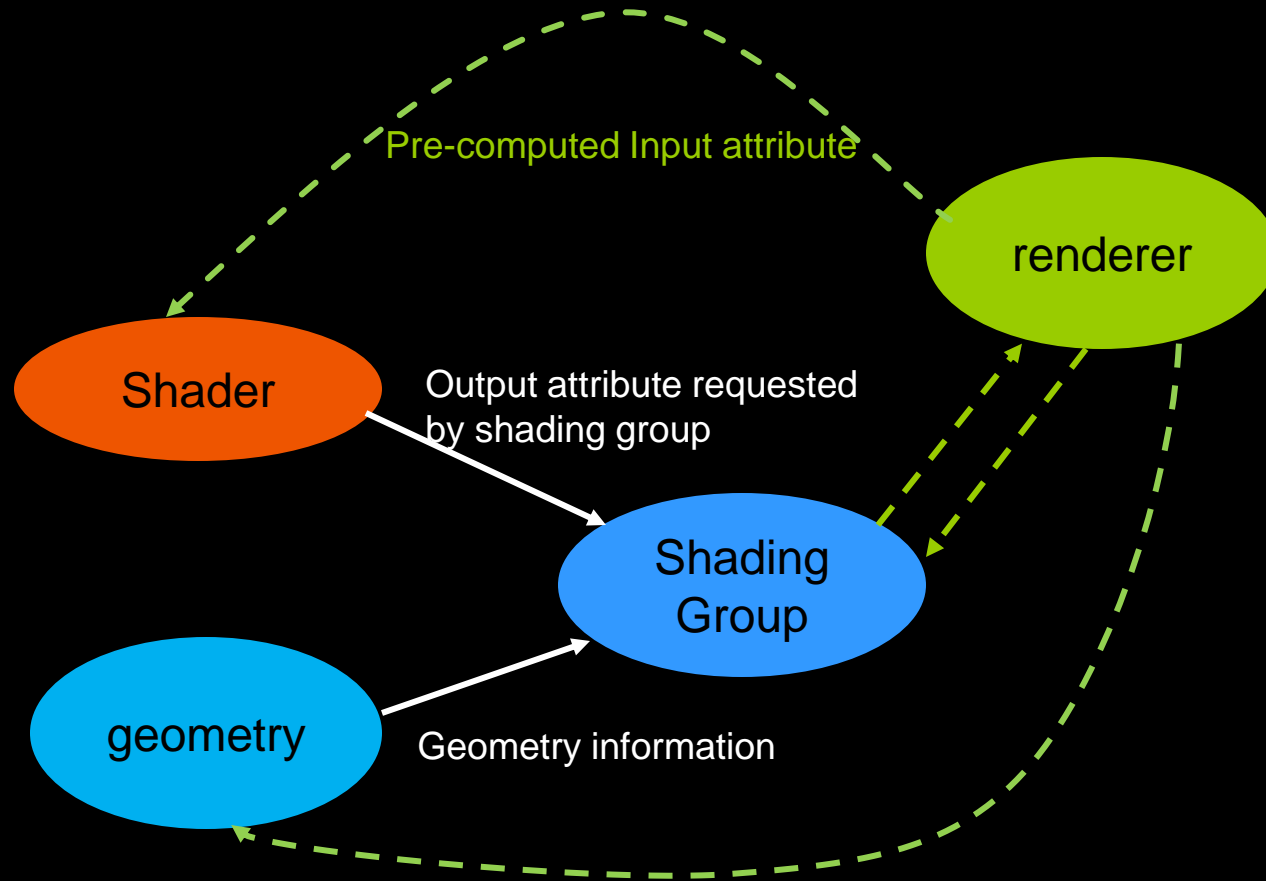 Pre-computed Input attribute
renderer
Shader
Output attribute requested
by shading group
Shading
Group
geometry
Geometry information